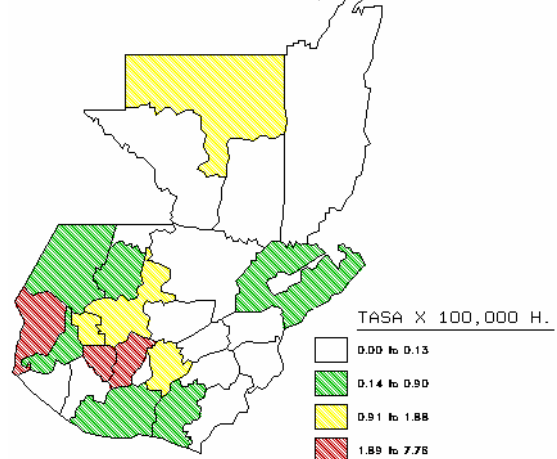 TASA X 100,000 H.
0.00 to 0.13
0.14 to 0.90
0.91 to 1.88
1.89 to 7.76